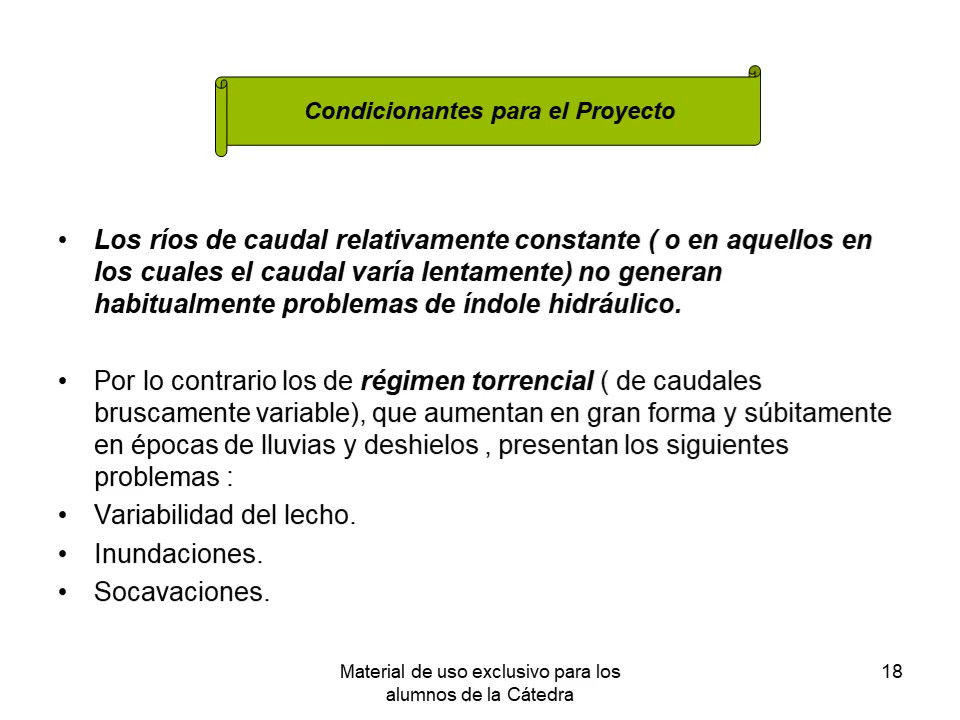 Condicionantes para el Proyecto
• Los ríos de caudal relativamente constante ( o en aquellos en
los cuales el caudal varía lentamente) no generan
habitualmente problemas de índole hidráulico.
• Por lo contrario los de régimen torrencial ( de caudales
bruscamente variable), que aumentan en gran forma y súbitamente
en épocas de lluvias y deshielos , presentan los siguientes
problemas :
• Variabilidad del lecho.
• Inundaciones.
• Socavaciones.
Material de uso exclusivo para los
alumnos de la Cátedra
18